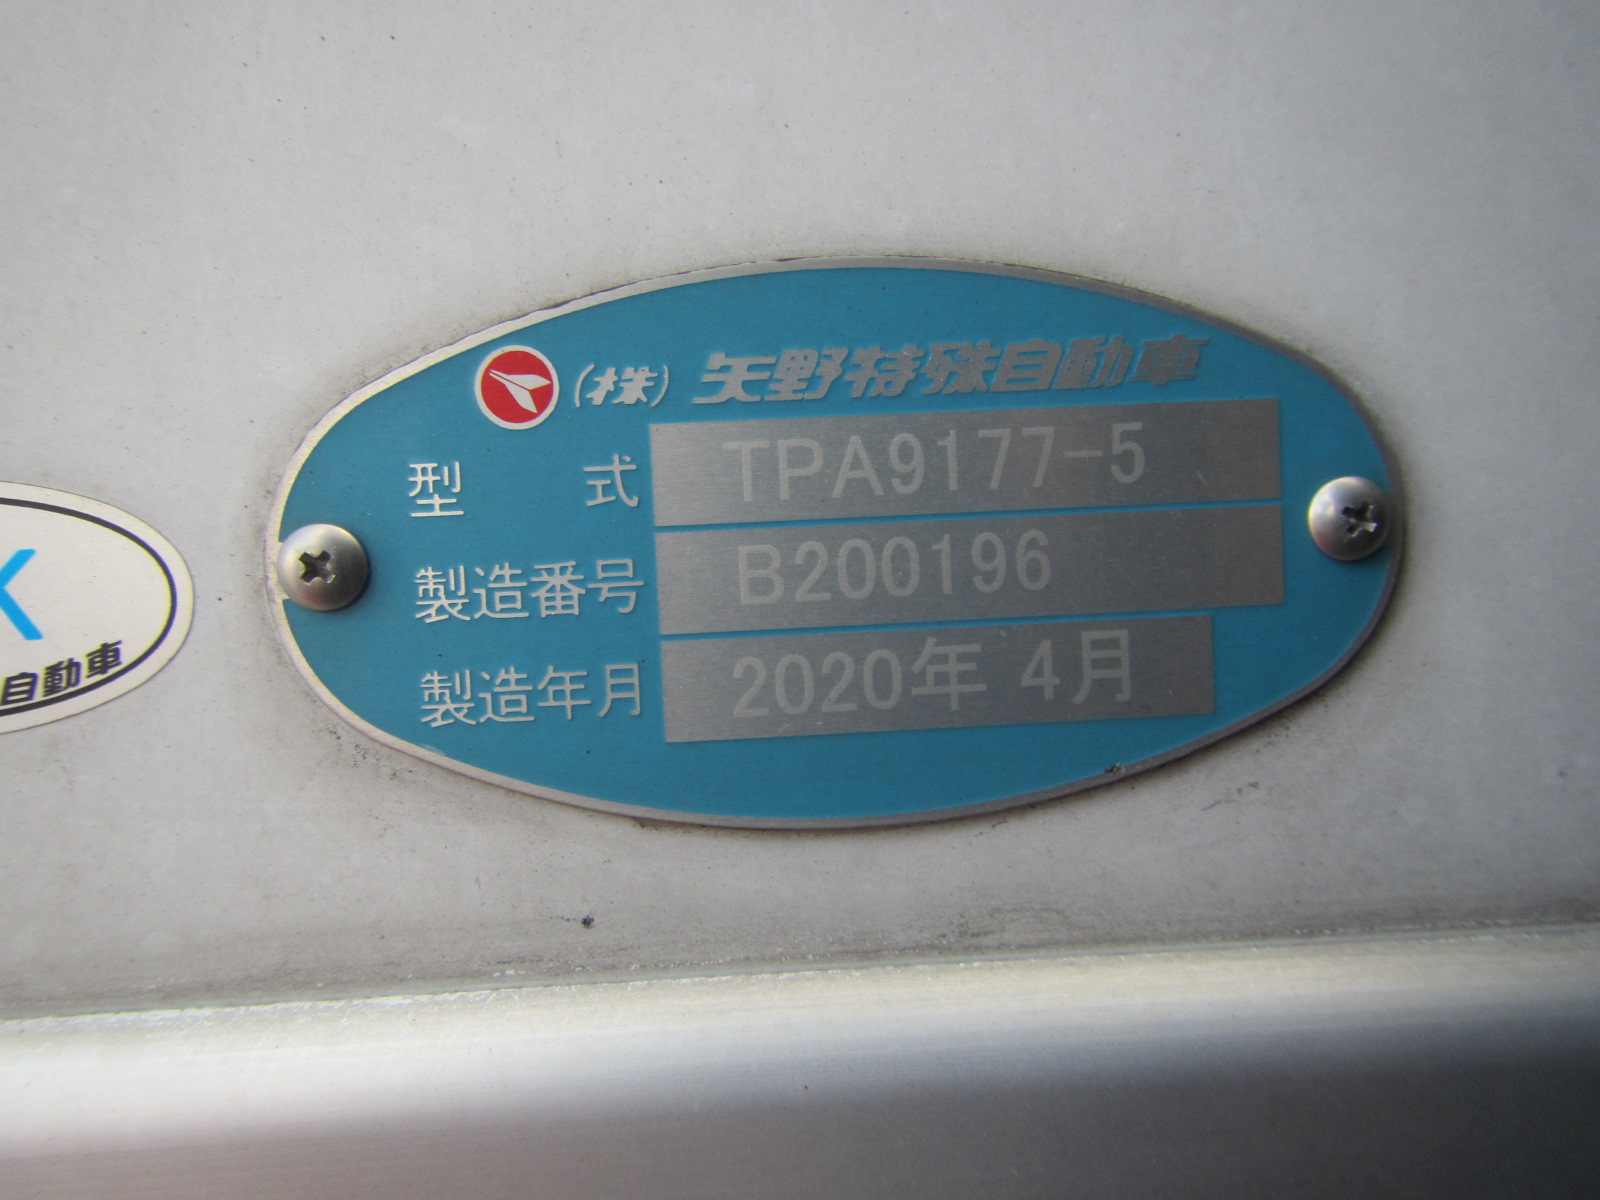 (株) 矢野特殊自動車
型 式 TPA9177-5
製造番号 B200196
製造年月 2020年 4月
K
自動車